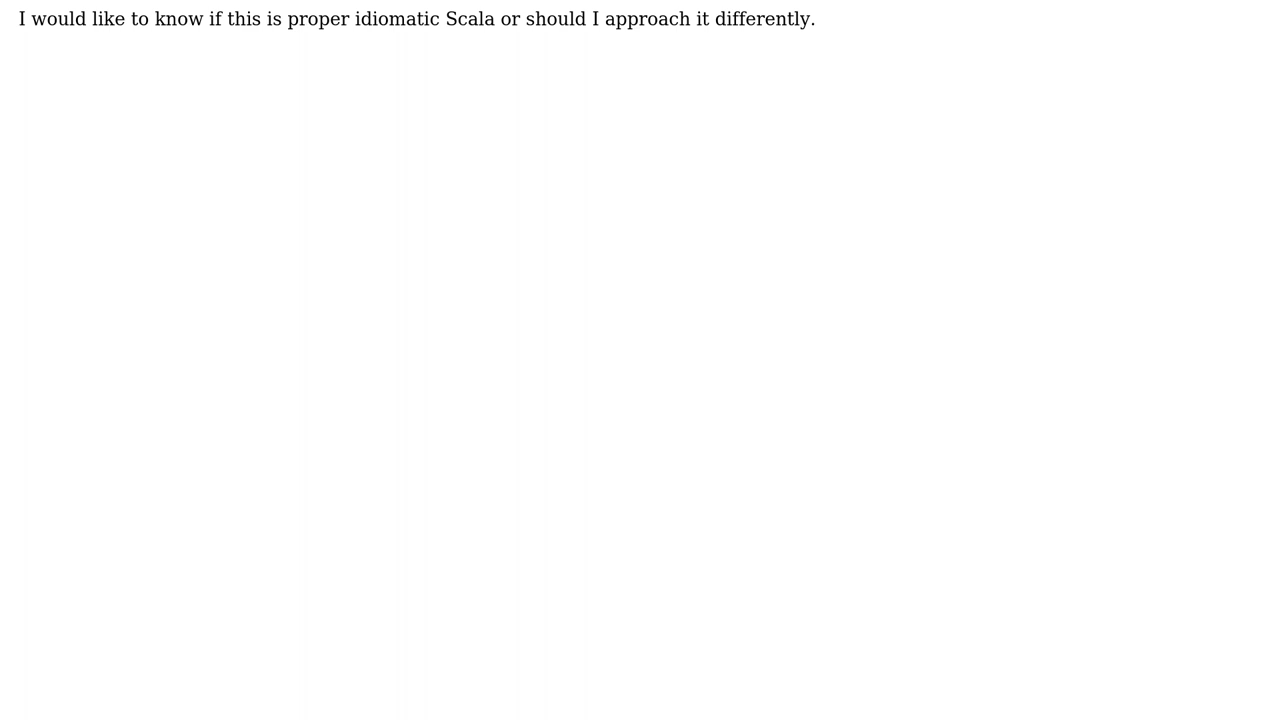 I would like to know if this is proper idiomatic Scala or should I approach it differently.